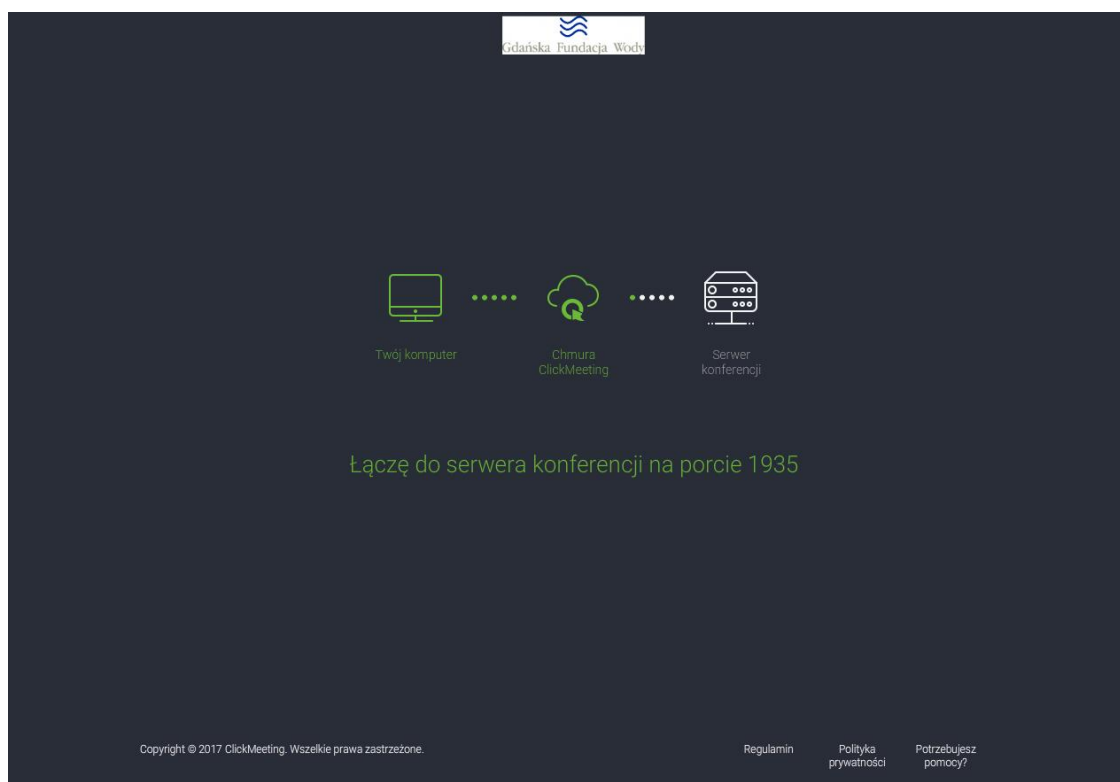 Gdańska Fundacja Wody
Twój komputer
Chmura
ClickMeeting
Serwer
konferencji
Łączę do serwera konferencji na porcie 1935
Copyright © 2017 ClickMeeting. Wszelkie prawa zastrzeżone.
Regulamin
Polityka
prywatności
Potrzebujesz
pomocy?